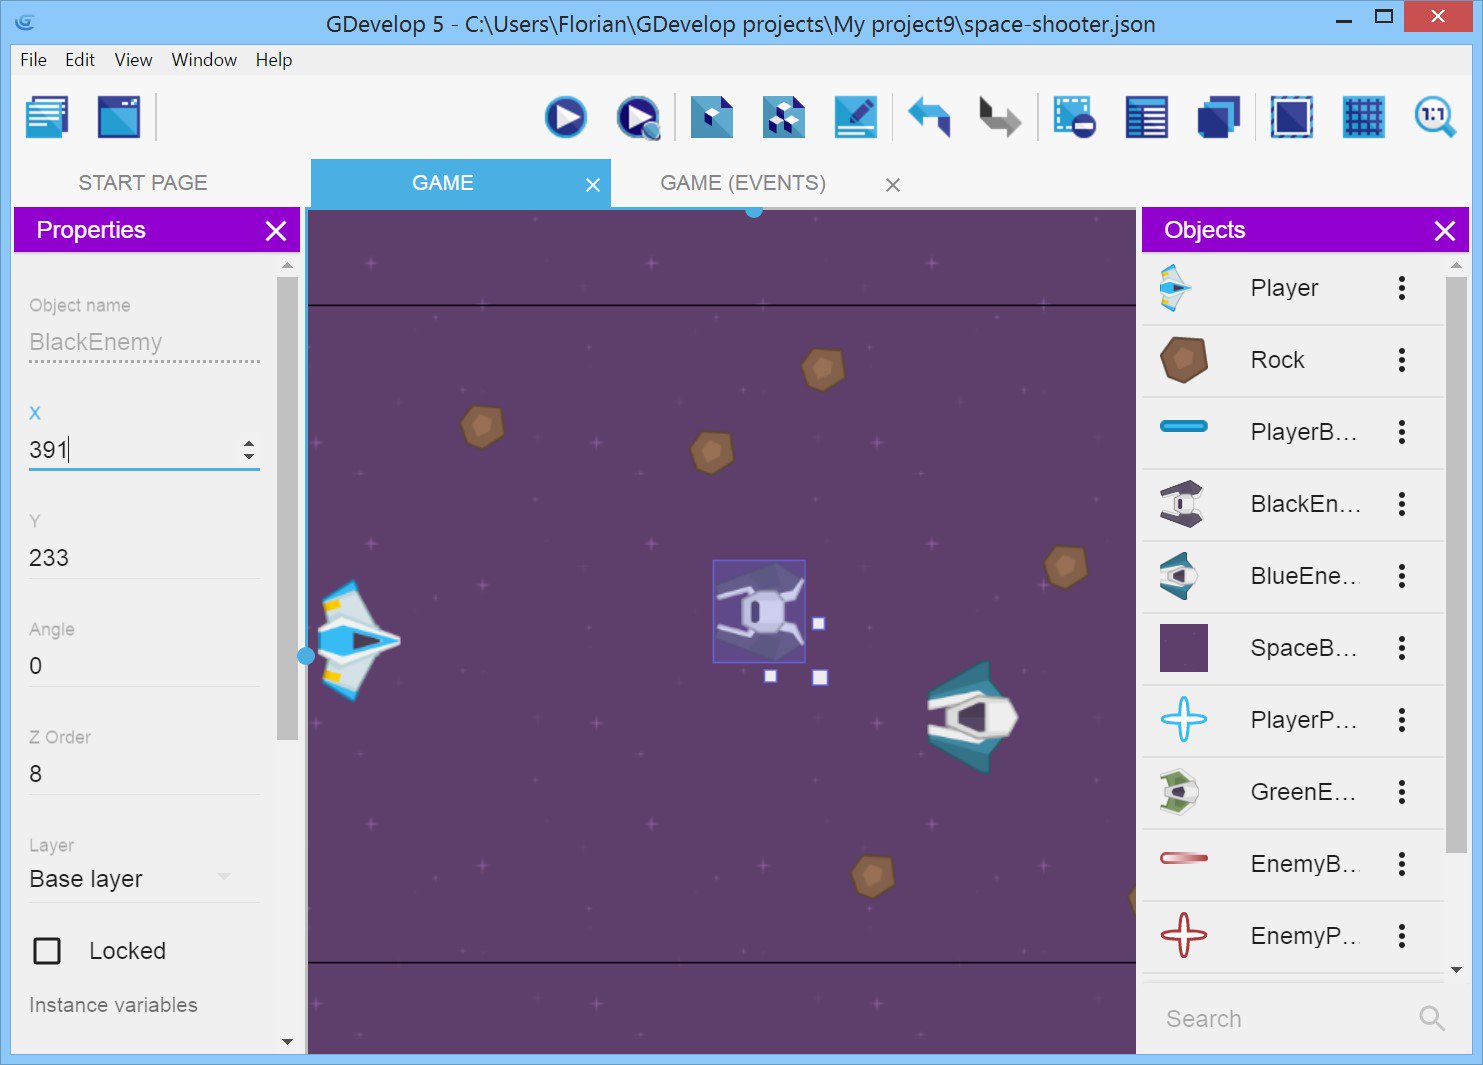 GDevelop 5 - C:\Users\Florian\GDevelop projects\My project9\space-shooter.json
File Edit View Window Help
1:1
START PAGE
GAME
GAME (EVENTS)
Properties
Object name
BlackEnemy
X
391
Y
233
Angle
0
Z Order
8
Layer
Base layer
Locked
Instance variables
Objects
Player
Rock
PlayerB...
BlackEn...
BlueEne...
SpaceB...
PlayerP...
GreenE...
EnemyB...
EnemyP...
Search